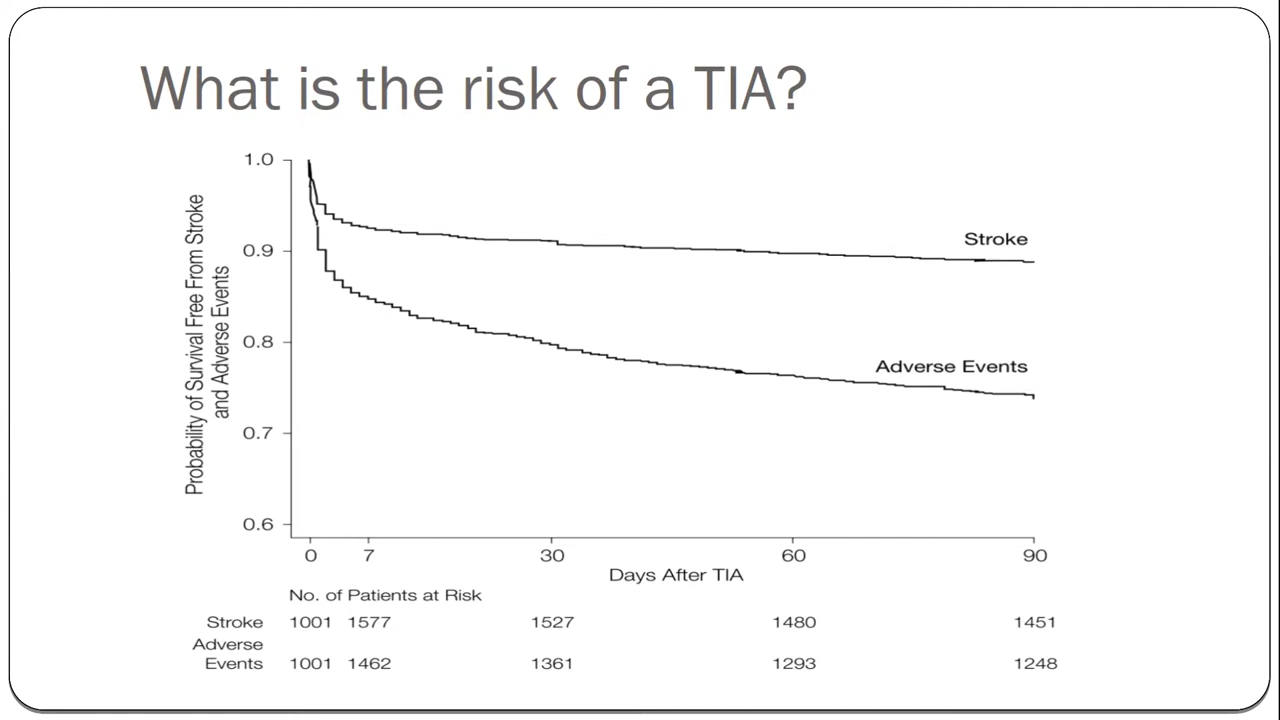 What is the risk of a TIA?
Probability of Survival Free From Stroke
and Adverse Events
1.0
0.9
0.8
0.7
0.6
Stroke
Adverse Events
0 7 30 60 90
Days After TIA
No. of Patients at Risk
Stroke 1001 1577 1527 1480 1451
Adverse
Events 1001 1462 1361 1293 1248